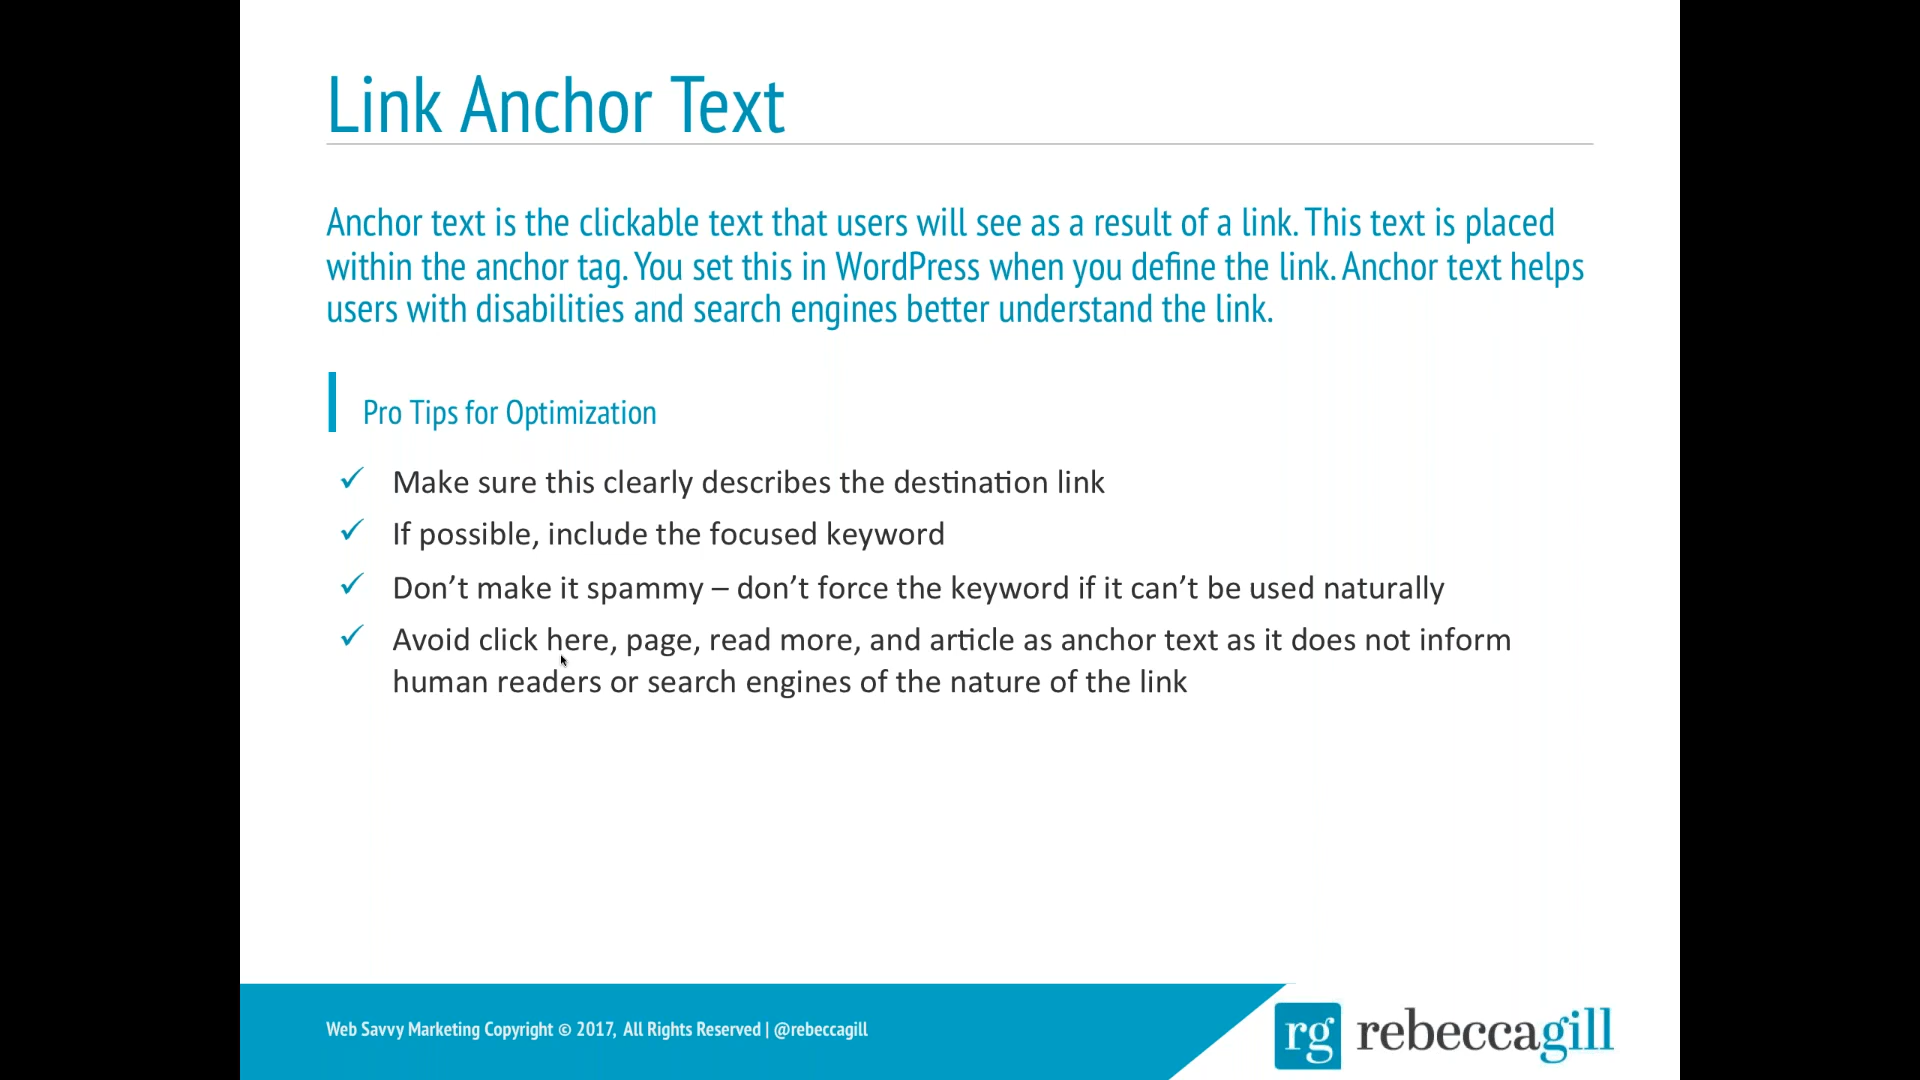 Link Anchor Text
Anchor text is the clickable text that users will see as a result of a link. This text is placed
within the anchor tag. You set this in WordPress when you define the link. Anchor text helps
users with disabilities and search engines better understand the link.
Pro Tips for Optimization
Make sure this clearly describes the destination link
If possible, include the focused keyword
Don’t make it spammy – don’t force the keyword if it can’t be used naturally
Avoid click here, page, read more, and article as anchor text as it does not inform
human readers or search engines of the nature of the link
Web Savvy Marketing Copyright © 2017, All Rights Reserved | @rebeccagill
rg rebeccagill